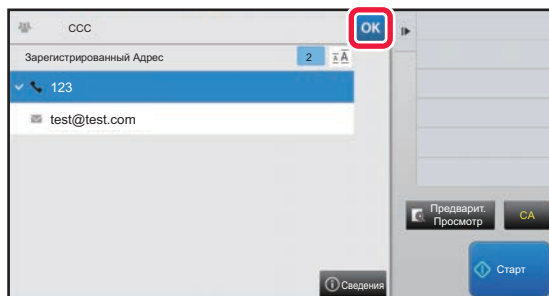 CCC
OK
Зарегистрированный Адрес
2
123
test@test.com
Предварит.
Просмотр
CA
Старт
Сведения